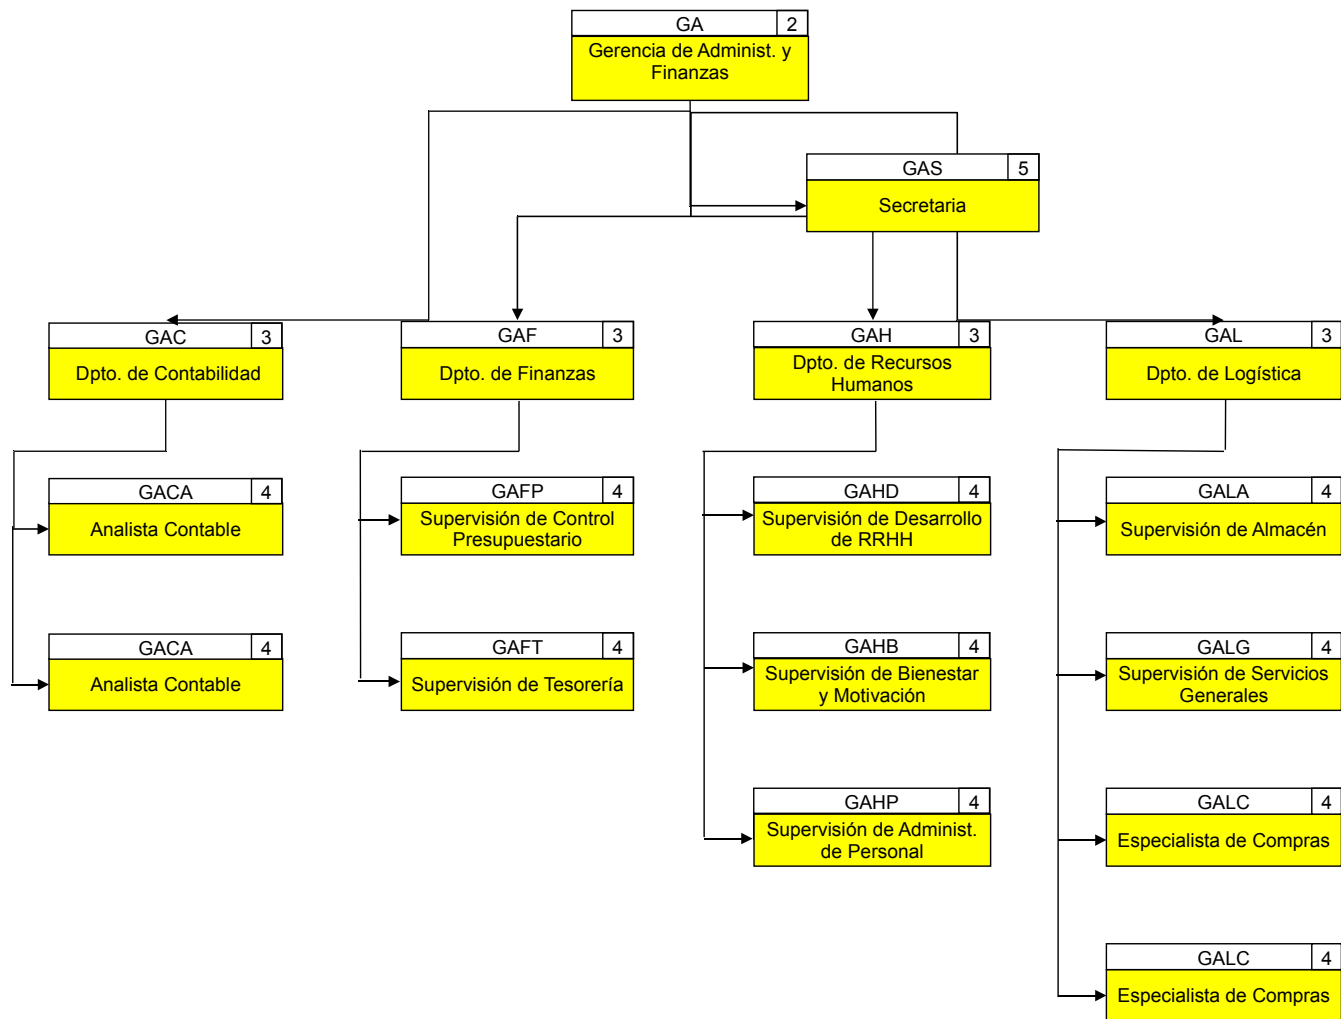 GA 2
Gerencia de Administ. y
Finanzas
GAS 5
Secretaria
GAC 3
Dpto. de Contabilidad
GAF 3
Dpto. de Finanzas
GAH 3
Dpto. de Recursos
Humanos
GAL 3
Dpto. de Logística
GACA 4
Analista Contable
GAFP 4
Supervisión de Control
Presupuestario
GAHD 4
Supervisión de Desarrollo
de RRHH
GALA 4
Supervisión de Almacén
GACA 4
Analista Contable
GAFT 4
Supervisión de Tesorería
GAHB 4
Supervisión de Bienestar
y Motivación
GALG 4
Supervisión de Servicios
Generales
GAHP 4
Supervisión de Administ.
de Personal
GALC 4
Especialista de Compras
GALC 4
Especialista de Compras